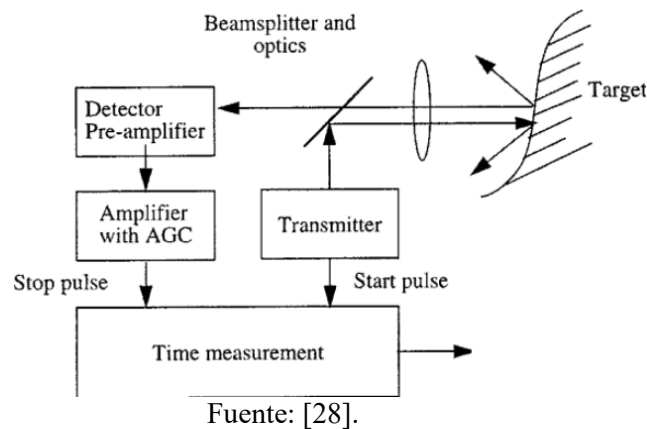 Beamsplitter and
optics
Detector
Pre-amplifier
Target
Amplifier
with AGC
Transmitter
Stop pulse
Start pulse
Time measurement
Fuente: [28].